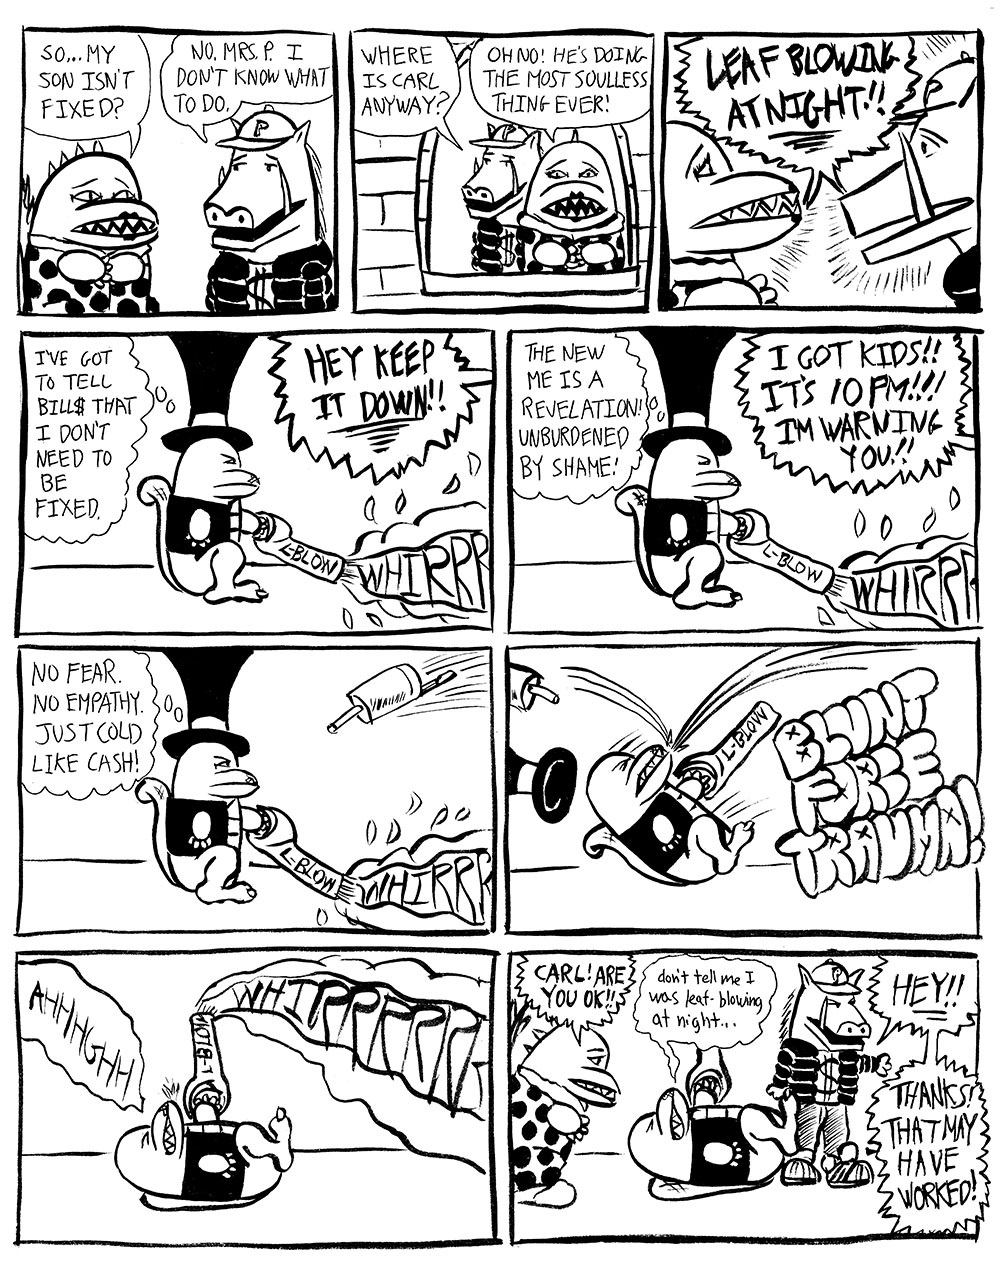 SO... MY
SON ISN'T
FIXED?
NO, MRS. P. I
DON'T KNOW WHAT
TO DO.
P
$
WHERE
IS CARL
ANYWAY?
OH NO! HE'S DOING
THE MOST SOULLESS
THING EVER!
P
$
LEAF BLOWING
AT NIGHT!!
I'VE GOT
TO TELL
BILL$ THAT
I DON'T
NEED TO
BE
FIXED.
HEY KEEP
IT DOWN!!
L-BLOW
WHIRRR
THE NEW
ME IS A
REVELATION!
UNBURDENED
BY SHAME!
I GOT KIDS!!
IT'S 10 PM!!!
I'M WARNING
YOU!!
L-BLOW
WHIRRR
NO FEAR.
NO EMPATHY.
JUST COLD
LIKE CASH!
L-BLOW
WHIRRR
L-BLOW
BLUNT
FORCE
TRAUMA!
AHHHGHH
L-BLOW
WHIRRRRRR
CARL! ARE
YOU OK!!
don't tell me I
was leaf-blowing
at night...
P
$
HEY!!
THANKS!
THAT MAY
HAVE
WORKED!